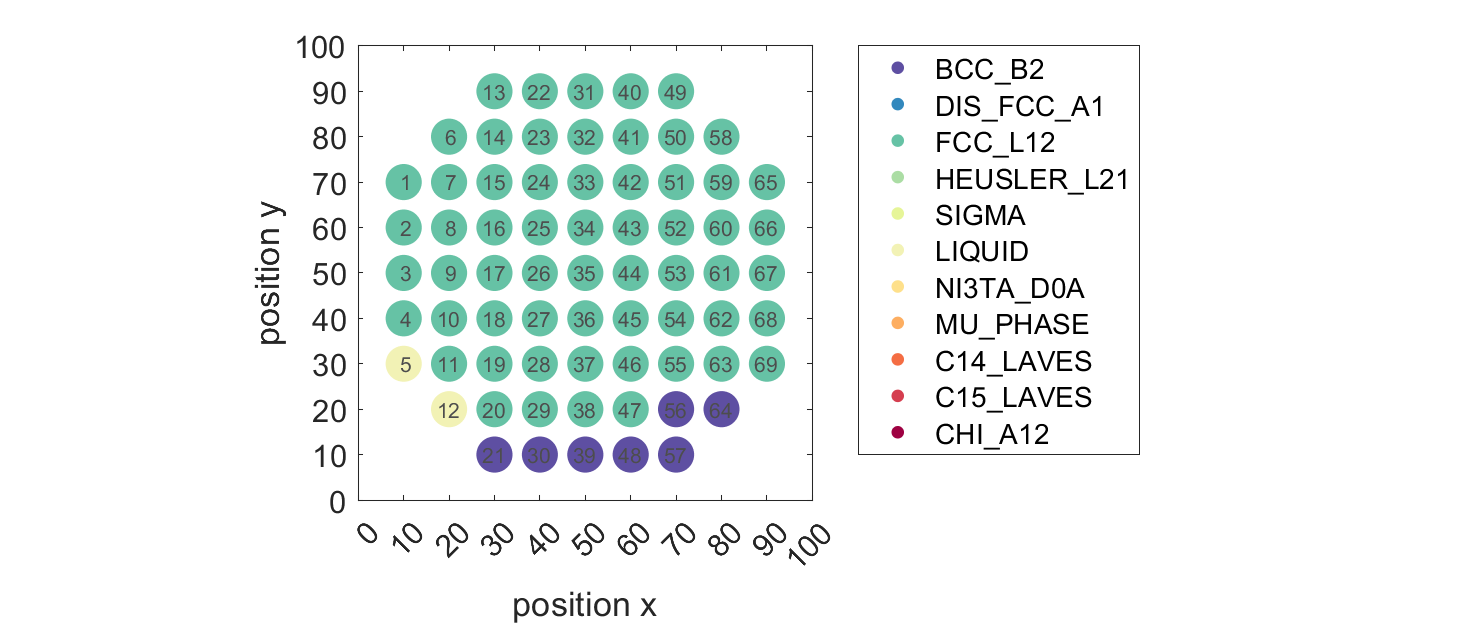 100
90
80
70
60
50
40
30
20
10
0
position y
13 22 31 40 49
6 14 23 32 41 50 58
1 7 15 24 33 42 51 59 65
2 8 16 25 34 43 52 60 66
3 9 17 26 35 44 53 61 67
4 10 18 27 36 45 54 62 68
5 11 19 28 37 46 55 63 69
12 20 29 38 47 56 64
21 30 39 48 57
0 10 20 30 40 50 60 70 80 90 100
position x
BCC_B2
DIS_FCC_A1
FCC_L12
HEUSLER_L21
SIGMA
LIQUID
NI3TA_D0A
MU_PHASE
C14_LAVES
C15_LAVES
CHI_A12